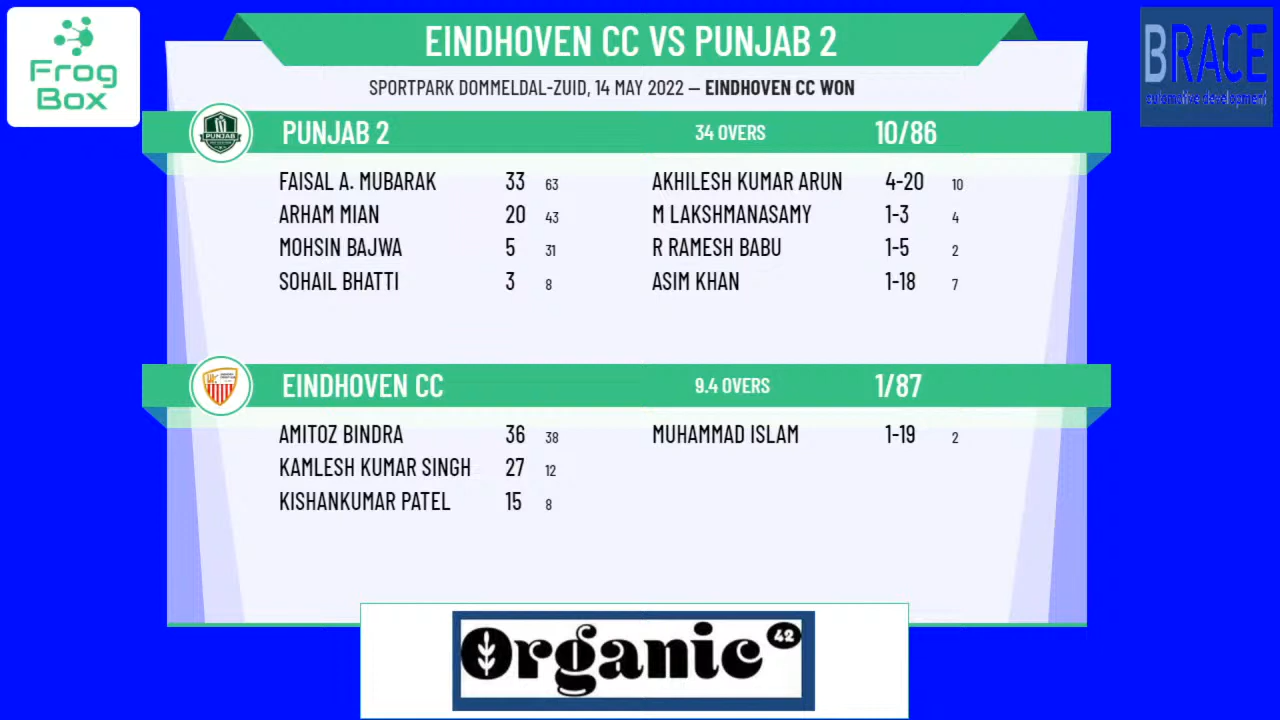 Frog
Box
EINDHOVEN CC VS PUNJAB 2
BRACE
automotive development
SPORTPARK DOMMELDAL-ZUID, 14 MAY 2022 – EINDHOVEN CC WON
PUNJAB
PUNJAB 2 34 OVERS 10/86
FAISAL A. MUBARAK 33 63 AKHILESH KUMAR ARUN 4-20 10
ARHAM MIAN 20 43 M LAKSHMANASAMY 1-3 4
MOHSIN BAJWA 5 31 R RAMESH BABU 1-5 2
SOHAIL BHATTI 3 8 ASIM KHAN 1-18 7
EINDHOVEN CC 9.4 OVERS 1/87
AMITOZ BINDRA 36 38 MUHAMMAD ISLAM 1-19 2
KAMLESH KUMAR SINGH 27 12
KISHANKUMAR PATEL 15 8
Organic 42